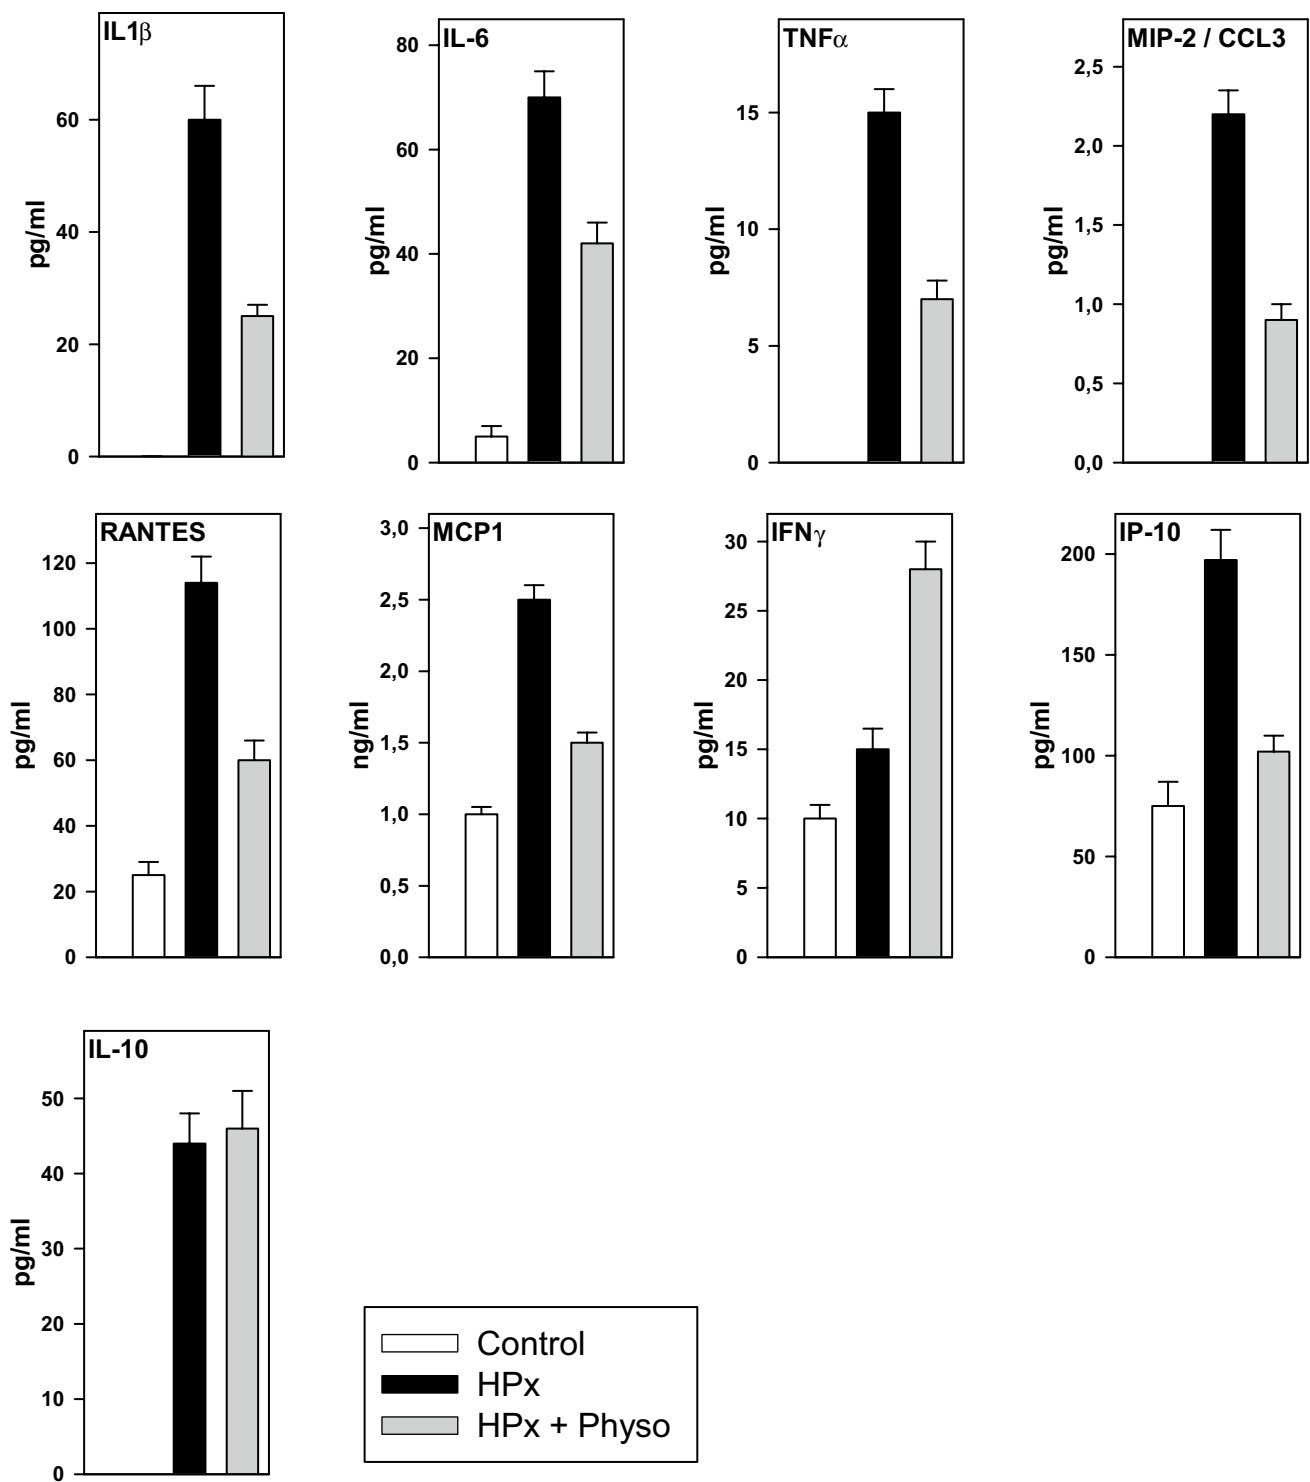 IL1β
pg/ml
60
40
20
0
IL-6
pg/ml
80
60
40
20
0
TNFα
pg/ml
15
10
5
0
MIP-2 / CCL3
pg/ml
2,5
2,0
1,5
1,0
0,5
0,0
RANTES
pg/ml
120
100
80
60
40
20
0
MCP1
ng/ml
3,0
2,5
2,0
1,5
1,0
0,5
0,0
IFNγ
pg/ml
30
25
20
15
10
5
0
IP-10
pg/ml
200
150
100
50
0
IL-10
pg/ml
50
40
30
20
10
0
Control
HPx
HPx + Physo